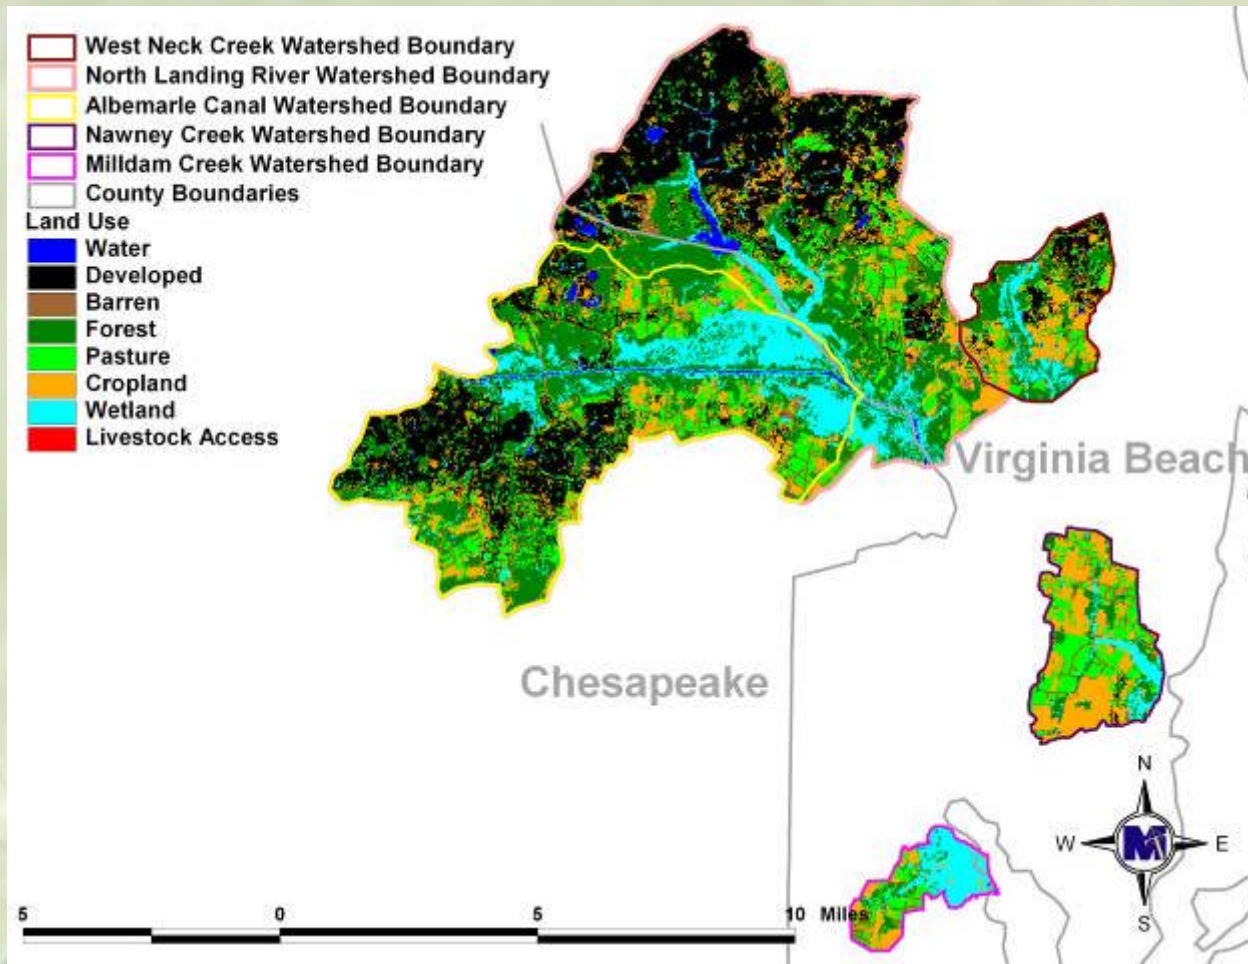 West Neck Creek Watershed Boundary
North Landing River Watershed Boundary
Albemarle Canal Watershed Boundary
Nawney Creek Watershed Boundary
Milldam Creek Watershed Boundary
County Boundaries
Land Use
Water
Developed
Barren
Forest
Pasture
Cropland
Wetland
Livestock Access
Virginia Beach
Chesapeake
N
W M E
S
5 0 5 10 Miles